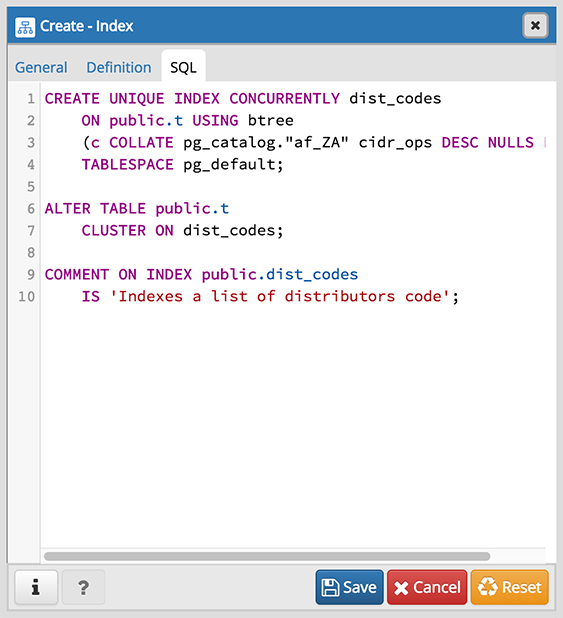 Create - Index
General Definition SQL
1 CREATE UNIQUE INDEX CONCURRENTLY dist_codes
2 ON public.t USING btree
3 (c COLLATE pg_catalog."af_ZA" cidr_ops DESC NULLS
4 TABLESPACE pg_default;
5
6 ALTER TABLE public.t
7 CLUSTER ON dist_codes;
8
9 COMMENT ON INDEX public.dist_codes
10 IS 'Indexes a list of distributors code';
i ? Save Cancel Reset